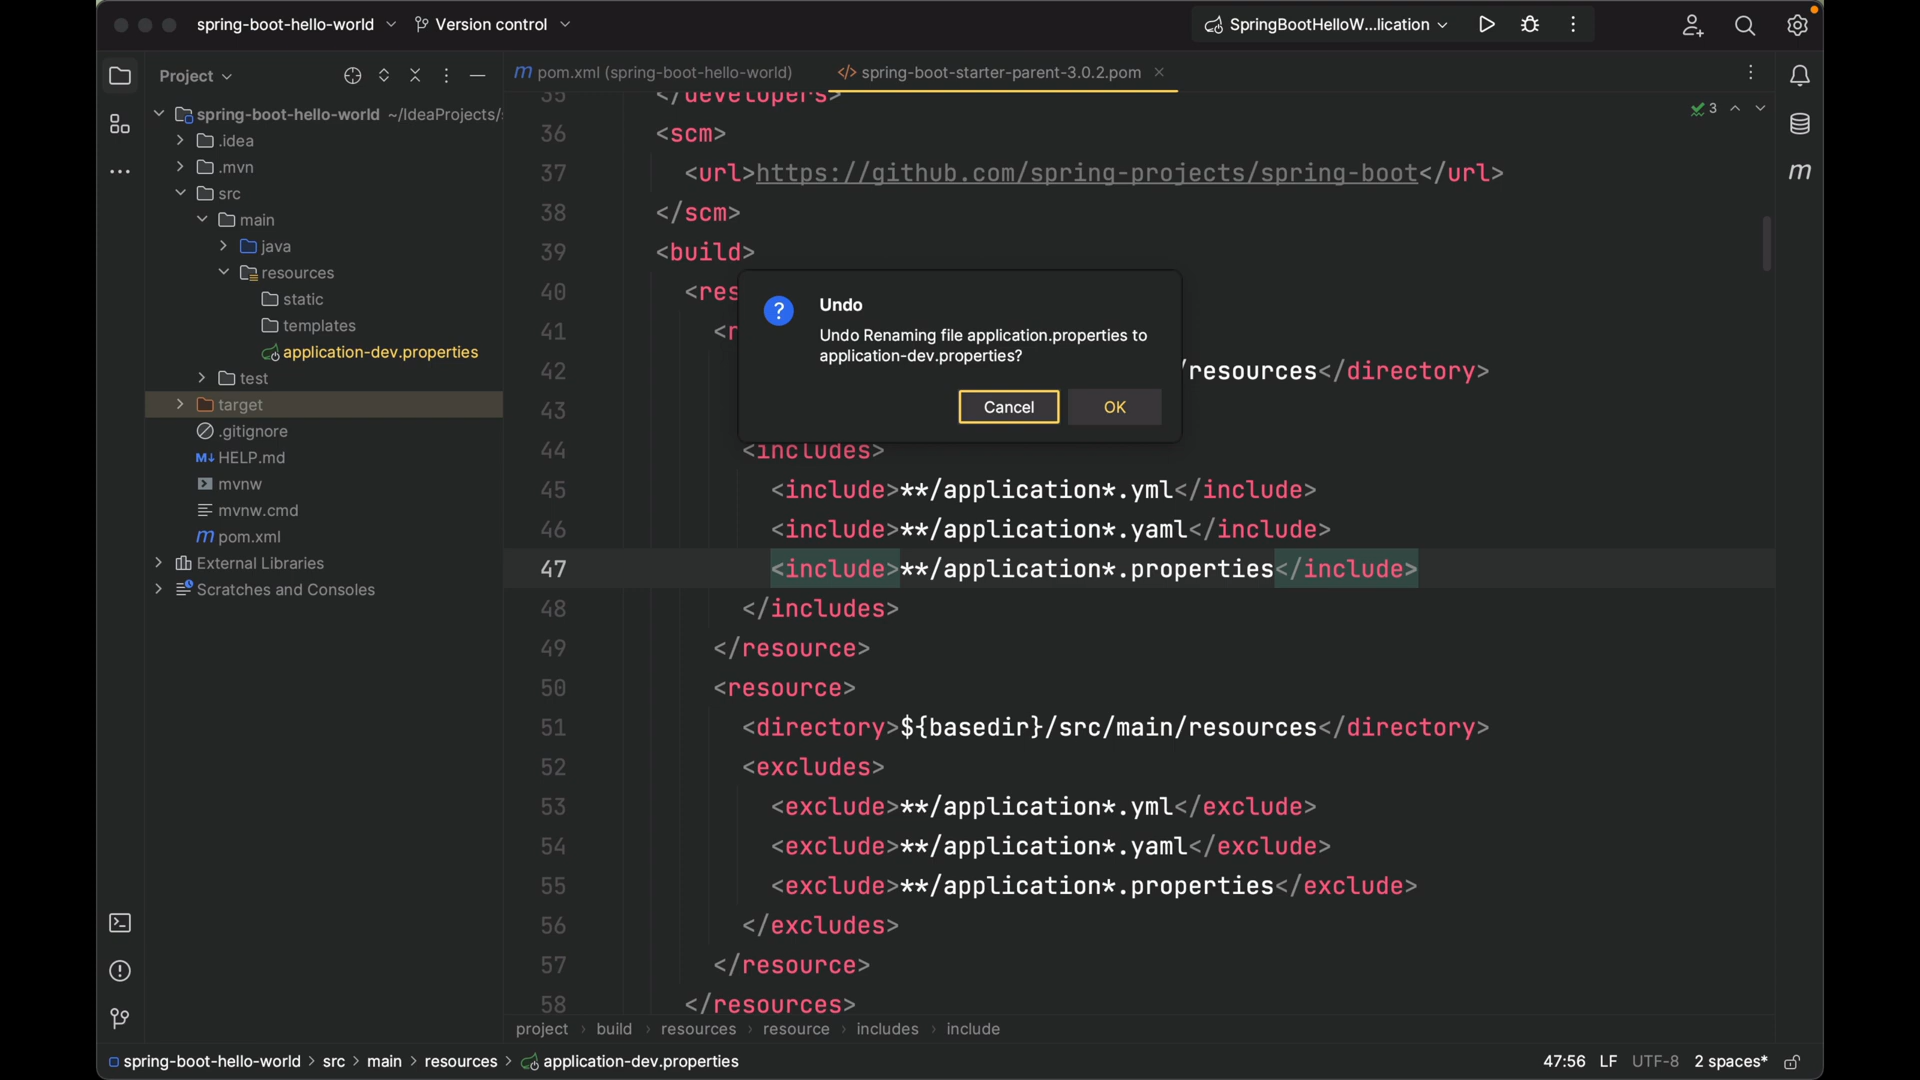 spring-boot-hello-world
Version control
SpringBootHelloW...lication
Project
pom.xml (spring-boot-hello-world)
spring-boot-starter-parent-3.0.2.pom
spring-boot-hello-world ~/IdeaProjects/
.idea
.mvn
src
main
java
resources
static
templates
application-dev.properties
test
target
.gitignore
M↓ HELP.md
mvnw
mvnw.cmd
m pom.xml
External Libraries
Scratches and Consoles
3
35 </developers>
36 <scm>
37 <url>https://github.com/spring-projects/spring-boot</url>
38 </scm>
39 <build>
40 <res
41 <r
42 /resources</directory>
43
44 <includes>
45 <include>**/application*.yml</include>
46 <include>**/application*.yaml</include>
47 <include>**/application*.properties</include>
48 </includes>
49 </resource>
50 <resource>
51 <directory>${basedir}/src/main/resources</directory>
52 <excludes>
53 <exclude>**/application*.yml</exclude>
54 <exclude>**/application*.yaml</exclude>
55 <exclude>**/application*.properties</exclude>
56 </excludes>
57 </resource>
58 </resources>
Undo
Undo Renaming file application.properties to
application-dev.properties?
Cancel OK
project > build > resources > resource > includes > include
spring-boot-hello-world > src > main > resources > application-dev.properties
47:56 LF UTF-8 2 spaces*